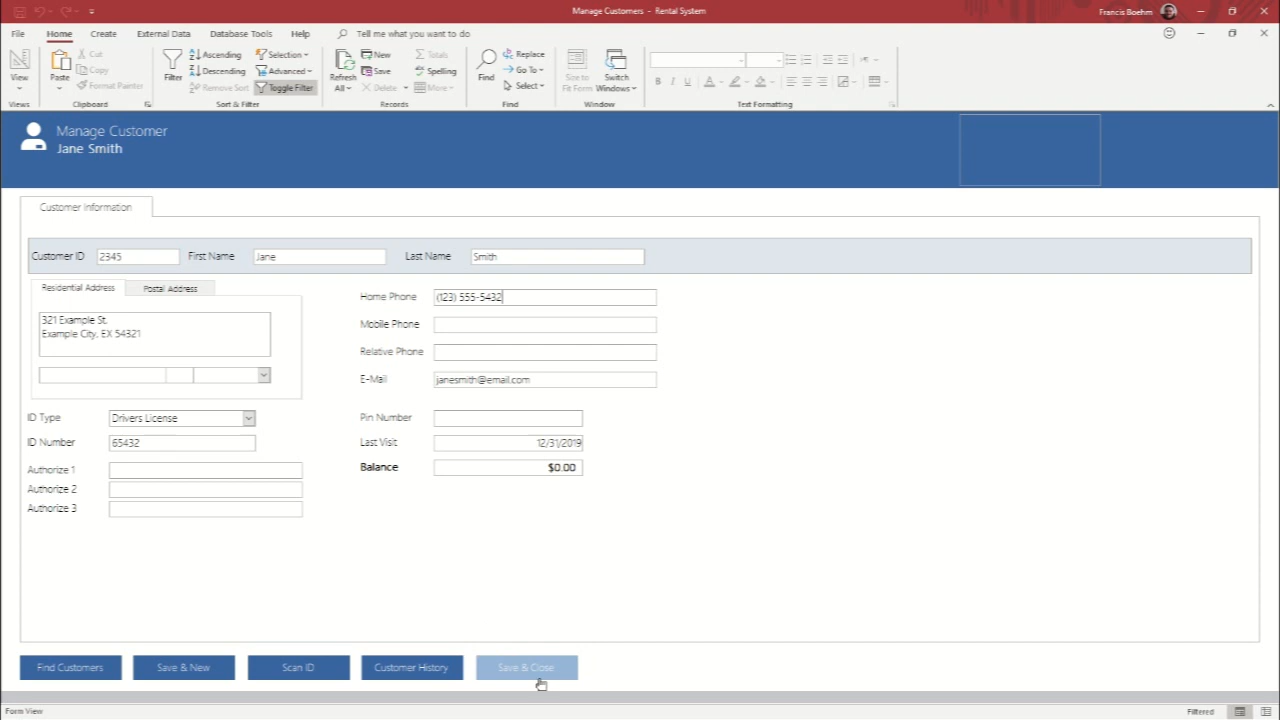 Manage Customers - Rental System
Francis Boehm
File Home Create External Data Database Tools Help Tell me what you want to do
View
Views
Paste
Cut
Copy
Format Painter
Clipboard
Filter
Ascending
Descending
Remove Sort
Selection
Advanced
Toggle Filter
Sort & Filter
Refresh
All
New
Save
Delete
Totals
Spelling
More
Records
Find
Replace
Go To
Select
Find
Size to
Fit Form
Switch
Windows
Window
B I U A
Text Formatting
Manage Customer
Jane Smith
Customer Information
Customer ID 2345 First Name Jane Last Name Smith
Residential Address Postal Address
321 Example St.
Example City, EX 54321
ID Type Drivers License
ID Number 65432
Authorize 1
Authorize 2
Authorize 3
Home Phone (123) 555-5432
Mobile Phone
Relative Phone
E-Mail janesmith@email.com
Pin Number
Last Visit 12/31/2019
Balance $0.00
Find Customers Save & New Scan ID Customer History Save & Close
Form View Filtered